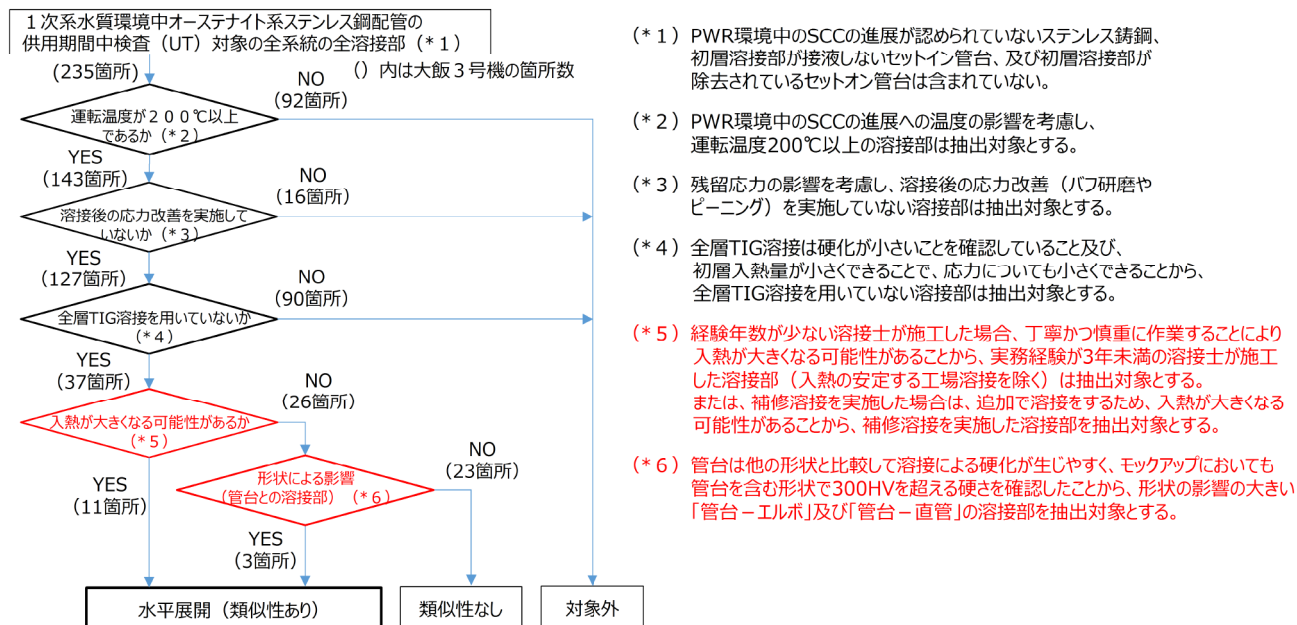 １次系水質環境中オーステナイト系ステンレス鋼配管の
供用期間中検査（UT）対象の全系統の全溶接部（＊１）
(235箇所)
（）内は大飯３号機の箇所数
NO
（92箇所）
運転温度が２００℃以上
であるか（＊２）
YES
（143箇所）
NO
（16箇所）
溶接後の応力改善を実施して
いないか（＊３）
YES
（127箇所）
NO
（90箇所）
全層TIG溶接を用いていないか
（＊４）
YES
（37箇所）
NO
（26箇所）
入熱が大きくなる可能性があるか
（＊５）
YES
（11箇所）
形状による影響
（管台との溶接部）（＊６）
NO
（23箇所）
YES
（3箇所）
水平展開（類似性あり）
類似性なし
対象外
（＊１）PWR環境中のSCCの進展が認められていないステンレス鋳鋼、
初層溶接部が接液しないセットイン管台、及び初層溶接部が
除去されているセットオン管台は含まれていない。
（＊２）PWR環境中のSCCの進展への温度の影響を考慮し、
運転温度200℃以上の溶接部は抽出対象とする。
（＊３）残留応力の影響を考慮し、溶接後の応力改善（バフ研磨や
ピーニング）を実施していない溶接部は抽出対象とする。
（＊４）全層TIG溶接は硬化が小さいことを確認していること及び、
初層入熱量が小さくできることで、応力についても小さくできることから、
全層TIG溶接を用いていない溶接部は抽出対象とする。
（＊５）経験年数が少ない溶接士が施工した場合、丁寧かつ慎重に作業することにより
入熱が大きくなる可能性があることから、実務経験が3年未満の溶接士が施工
した溶接部（入熱の安定する工場溶接を除く）は抽出対象とする。
または、補修溶接を実施した場合は、追加で溶接をするため、入熱が大きくなる
可能性があることから、補修溶接を実施した溶接部を抽出対象とする。
（＊６）管台は他の形状と比較して溶接による硬化が生じやすく、モックアップにおいても
管台を含む形状で300HVを超える硬さを確認したことから、形状の影響の大きい
「管台－エルボ」及び「管台－直管」の溶接部を抽出対象とする。